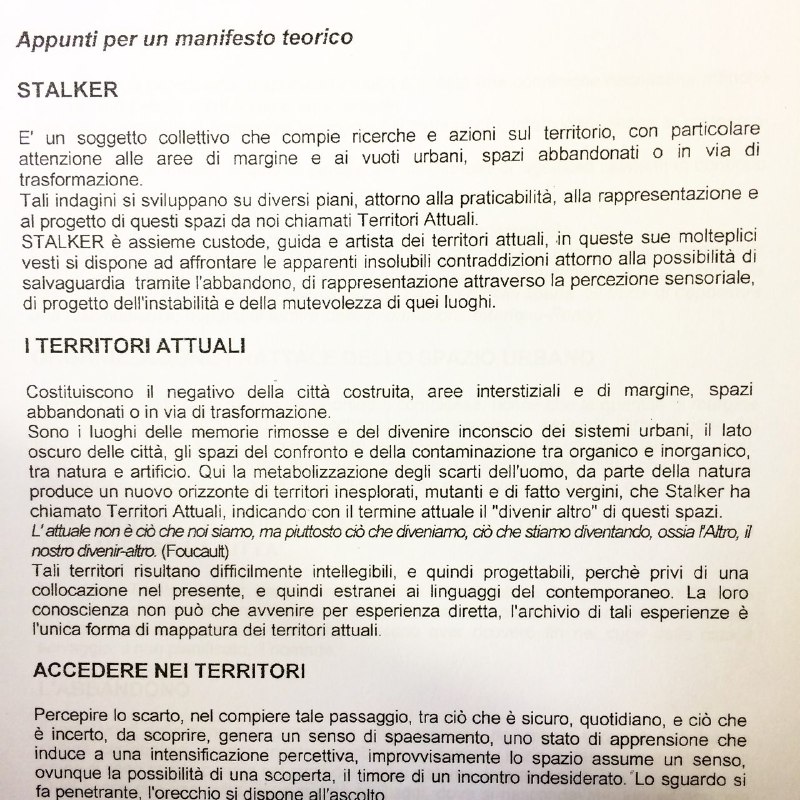 Appunti per un manifesto teorico
STALKER
E' un soggetto collettivo che compie ricerche e azioni sul territorio, con particolare
attenzione alle aree di margine e ai vuoti urbani, spazi abbandonati o in via di
trasformazione.
Tali indagini si sviluppano su diversi piani, attorno alla praticabilità, alla rappresentazione e
al progetto di questi spazi da noi chiamati Territori Attuali.
STALKER è assieme custode, guida e artista dei territori attuali, in queste sue molteplici
vesti si dispone ad affrontare le apparenti insolubili contraddizioni attorno alla possibilità di
salvaguardia tramite l'abbandono, di rappresentazione attraverso la percezione sensoriale,
di progetto dell'instabilità e della mutevolezza di quei luoghi.
I TERRITORI ATTUALI
Costituiscono il negativo della città costruita, aree interstiziali e di margine, spazi
abbandonati o in via di trasformazione.
Sono i luoghi delle memorie rimosse e del divenire inconscio dei sistemi urbani, il lato
oscuro delle città, gli spazi del confronto e della contaminazione tra organico e inorganico,
tra natura e artificio. Qui la metabolizzazione degli scarti dell'uomo, da parte della natura
produce un nuovo orizzonte di territori inesplorati, mutanti e di fatto vergini, che Stalker ha
chiamato Territori Attuali, indicando con il termine attuale il "divenir altro" di questi spazi.
L' attuale non è ciò che noi siamo, ma piuttosto ciò che diveniamo, ciò che stiamo diventando, ossia l'Altro, il
nostro divenir-altro. (Foucault)
Tali territori risultano difficilmente intellegibili, e quindi progettabili, perchè privi di una
collocazione nel presente, e quindi estranei ai linguaggi del contemporaneo. La loro
conoscienza non può che avvenire per esperienza diretta, l'archivio di tali esperienze è
l'unica forma di mappatura dei territori attuali.
ACCEDERE NEI TERRITORI
Percepire lo scarto, nel compiere tale passaggio, tra ciò che è sicuro, quotidiano, e ciò che
è incerto, da scoprire, genera un senso di spaesamento, uno stato di apprensione che
induce a una intensificazione percettiva, improvvisamente lo spazio assume un senso,
ovunque la possibilità di una scoperta, il timore di un incontro indesiderato. Lo sguardo si
fa penetrante, l'orecchio si dispone all'ascolto